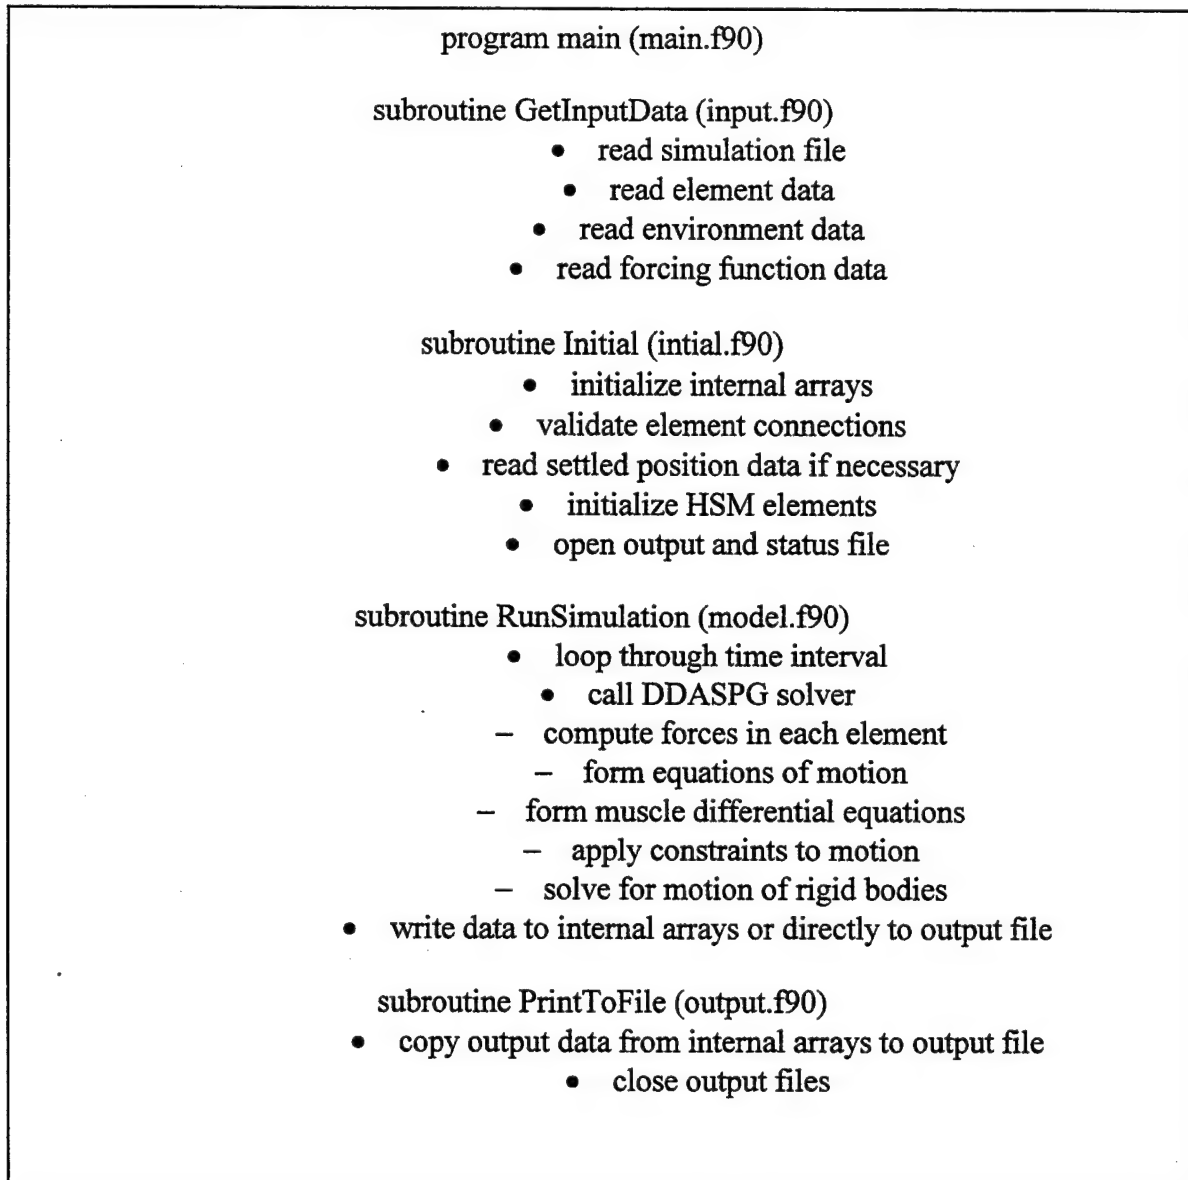 program main (main.f90)
subroutine GetInputData (input.f90)
• read simulation file
• read element data
• read environment data
• read forcing function data
subroutine Initial (intial.f90)
• initialize internal arrays
• validate element connections
• read settled position data if necessary
• initialize HSM elements
• open output and status file
subroutine RunSimulation (model.f90)
• loop through time interval
• call DDASPG solver
– compute forces in each element
– form equations of motion
– form muscle differential equations
– apply constraints to motion
– solve for motion of rigid bodies
• write data to internal arrays or directly to output file
subroutine PrintToFile (output.f90)
• copy output data from internal arrays to output file
• close output files